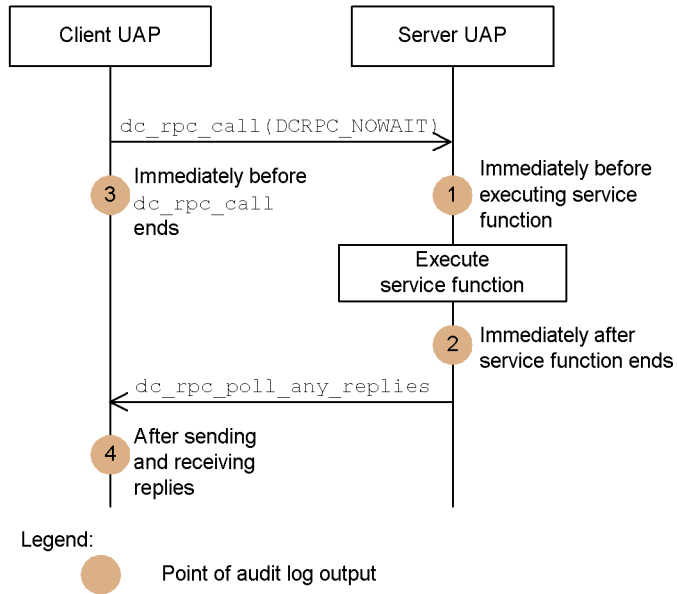 Client UAP
Server UAP
dc_rpc_call(DCRPC_NOWAIT)
3
Immediately before
dc_rpc_call
ends
1
Immediately before
executing service
function
Execute
service function
2
Immediately after
service function ends
dc_rpc_poll_any_replies
4
After sending
and receiving
replies
Legend:
Point of audit log output